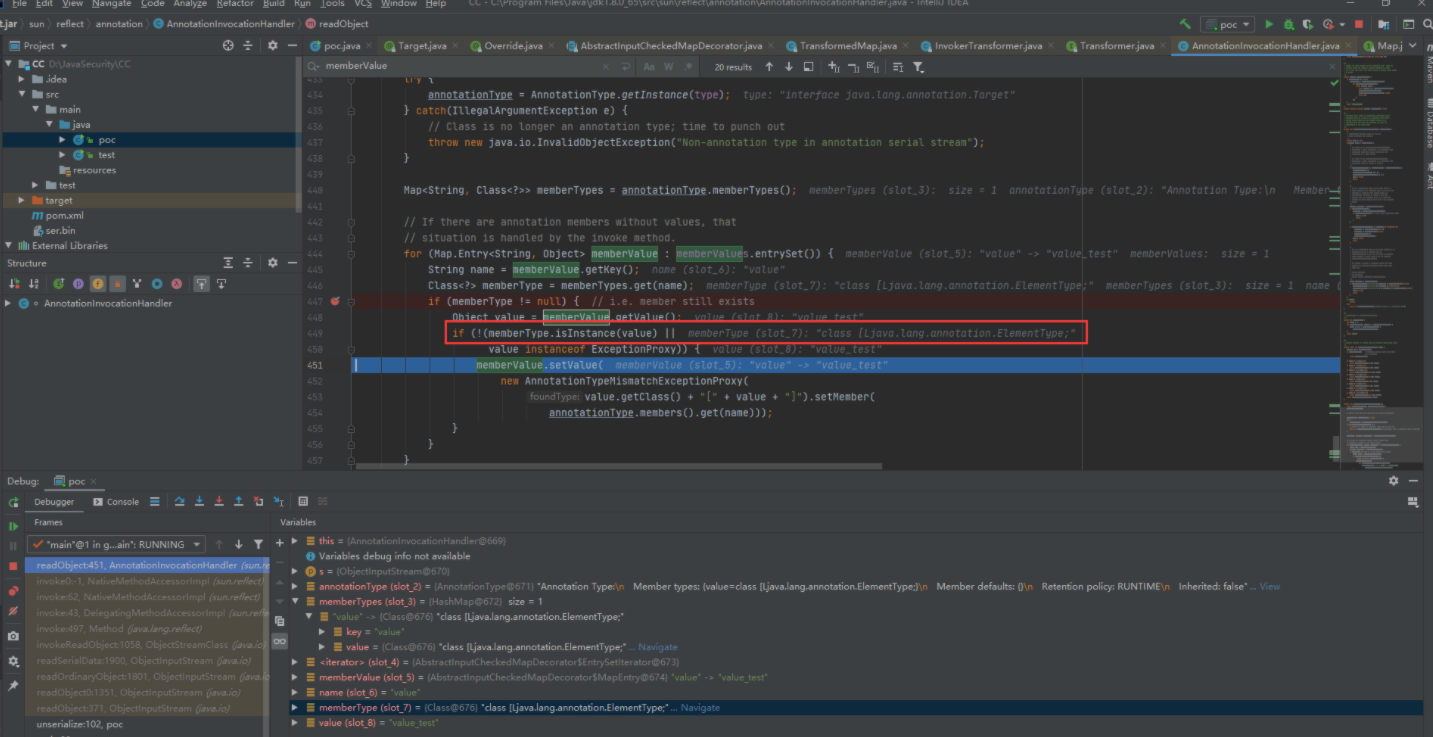 File Edit View Navigate Code Analyze Refactor Build Run Tools VCS Window Help CC - C:\Program Files\Java\jdk1.8.0_65\src\sun\reflect\annotation\AnnotationInvocationHandler.java - IntelliJ IDEA
t.jar sun reflect annotation AnnotationInvocationHandler readObject poc
Project
poc.java Target.java Override.java AbstractInputCheckedMapDecorator.java TransformedMap.java InvokerTransformer.java Transformer.java AnnotationInvocationHandler.java Map.j
CC D:\JavaSecurity\CC
memberValue Aa W 20 results
.idea
src
main
java
poc
test
resources
test
target
pom.xml
ser.bin
External Libraries
Structure
AnnotationInvocationHandler
433 try {
434 annotationType = AnnotationType.getInstance(type); type: "interface java.lang.annotation.Target"
435 } catch(IllegalArgumentException e) {
436 // Class is no longer an annotation type; time to punch out
437 throw new java.io.InvalidObjectException("Non-annotation type in annotation serial stream");
438 }
439
440 Map<String, Class<?>> memberTypes = annotationType.memberTypes(); memberTypes (slot_3): size = 1 annotationType (slot_2): "Annotation Type:\n Member
441
442 // If there are annotation members without values, that
443 // situation is handled by the invoke method.
444 for (Map.Entry<String, Object> memberValue : memberValues.entrySet()) { memberValue (slot_5): "value" -> "value_test" memberValues: size = 1
445 String name = memberValue.getKey(); name (slot_6): "value"
446 Class<?> memberType = memberTypes.get(name); memberType (slot_7): "class [Ljava.lang.annotation.ElementType;" memberTypes (slot_3): size = 1 name
447 if (memberType != null) { // i.e. member still exists
448 Object value = memberValue.getValue(); value (slot_8): "value_test"
449 if (!(memberType.isInstance(value) || memberType (slot_7): "class [Ljava.lang.annotation.ElementType;"
450 value instanceof ExceptionProxy)) { value (slot_8): "value_test"
451 memberValue.setValue( memberValue (slot_5): "value" -> "value_test"
452 new AnnotationTypeMismatchExceptionProxy(
453 foundType: value.getClass() + "[" + value + "]").setMember(
454 annotationType.members().get(name)));
455 }
456 }
457 }
Maven
Database
Ant
Debug: poc
Debugger Console
Frames
"main"@1 in g...ain": RUNNING
readObject:451, AnnotationInvocationHandler (sun.re
invoke0:-1, NativeMethodAccessorImpl (sun.reflect)
invoke:62, NativeMethodAccessorImpl (sun.reflect)
invoke:43, DelegatingMethodAccessorImpl (sun.refle
invoke:497, Method (java.lang.reflect)
invokeReadObject:1058, ObjectStreamClass (java.io)
readSerialData:1900, ObjectInputStream (java.io)
readOrdinaryObject:1801, ObjectInputStream (java.io)
readObject0:1351, ObjectInputStream (java.io)
readObject:371, ObjectInputStream (java.io)
unserialize:102, poc
Variables
this = {AnnotationInvocationHandler@669}
Variables debug info not available
s = {ObjectInputStream@670}
annotationType (slot_2) = {AnnotationType@671} "Annotation Type:\n Member types: {value=class [Ljava.lang.annotation.ElementType;}\n Member defaults: {}\n Retention policy: RUNTIME\n Inherited: false" ... View
memberTypes (slot_3) = {HashMap@672} size = 1
"value" -> {Class@676} "class [Ljava.lang.annotation.ElementType;"
key = "value"
value = {Class@676} "class [Ljava.lang.annotation.ElementType;" ... Navigate
<iterator> (slot_4) = {AbstractInputCheckedMapDecorator$EntrySetIterator@673}
memberValue (slot_5) = {AbstractInputCheckedMapDecorator$MapEntry@674} "value" -> "value_test"
name (slot_6) = "value"
memberType (slot_7) = {Class@676} "class [Ljava.lang.annotation.ElementType;" ... Navigate
value (slot_8) = "value_test"